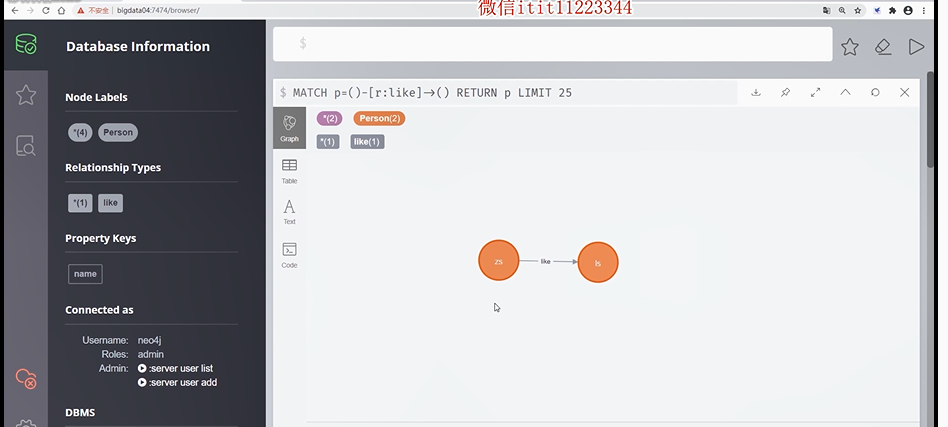 微信itit11223344
不安全 | bigdata04:7474/browser/
Database Information
$
Node Labels
*(4) Person
Relationship Types
*(1) like
Property Keys
name
Connected as
Username: neo4j
Roles: admin
Admin: :server user list
:server user add
DBMS
$ MATCH p=()-[r:like]->() RETURN p LIMIT 25
*(2) Person(2)
*(1) like(1)
Graph
Table
A
Text
Code
zs like ls